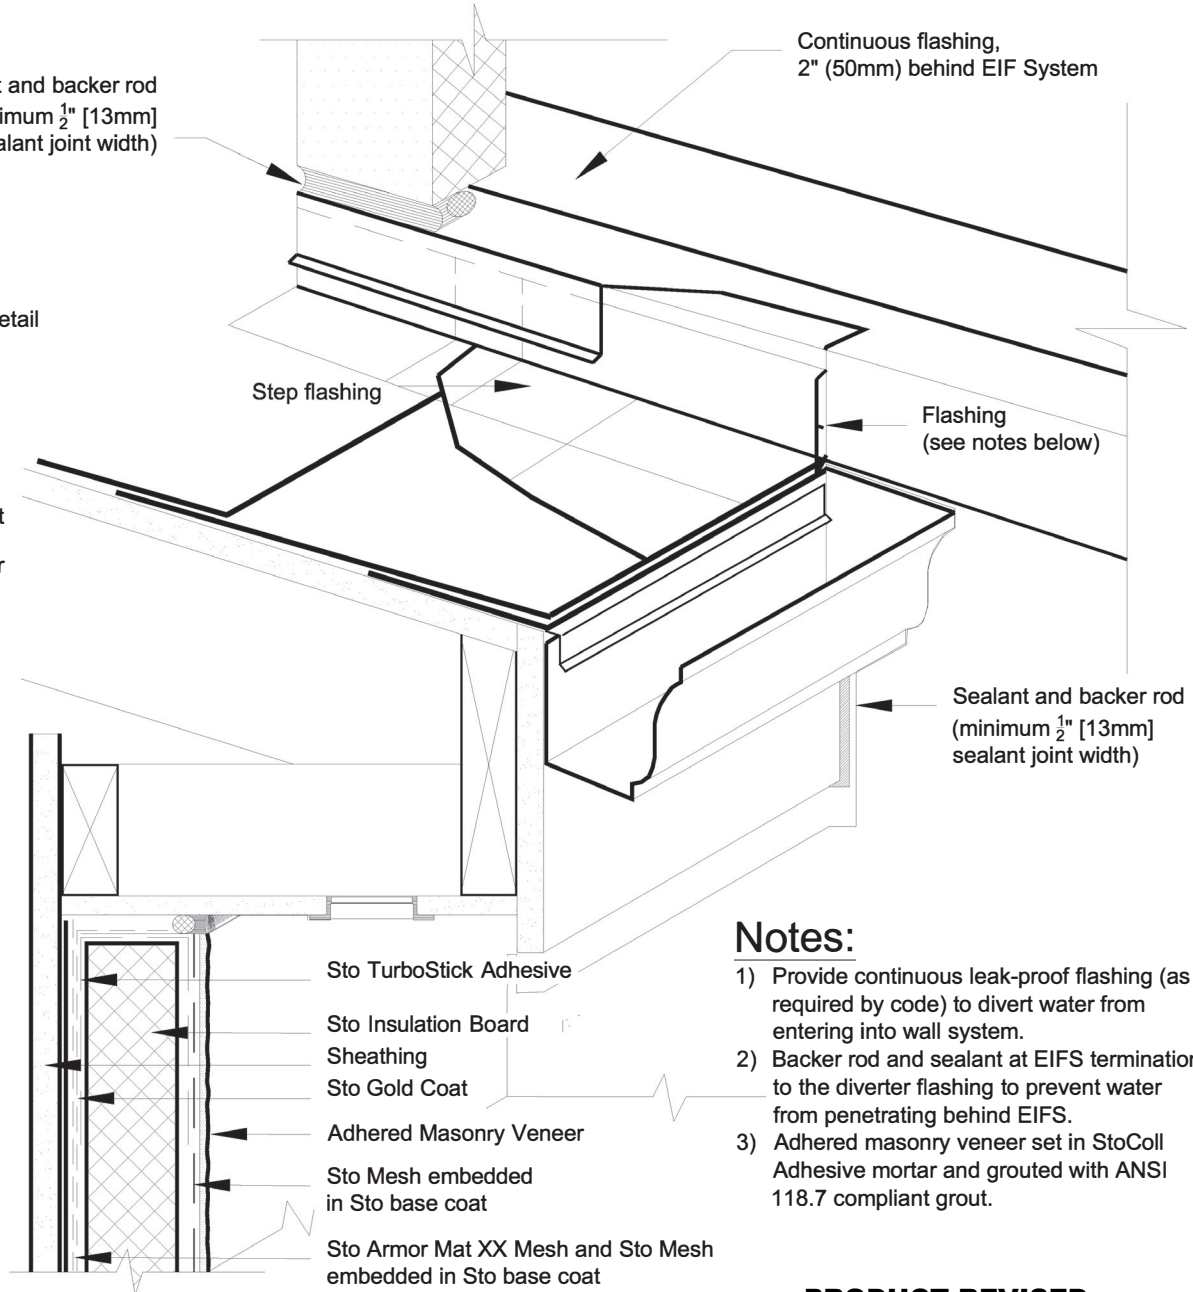 Continuous flashing,
2" (50mm) behind EIF System
and backer rod
½" [13mm]
joint width)
Step flashing
Flashing
(see notes below)
Sealant and backer rod
(minimum ½" [13mm]
sealant joint width)
Sto TurboStick Adhesive
Sto Insulation Board
Sheathing
Sto Gold Coat
Adhered Masonry Veneer
Sto Mesh embedded
in Sto base coat
Sto Armor Mat XX Mesh and Sto Mesh
embedded in Sto base coat
Notes:
1) Provide continuous leak-proof flashing (as
required by code) to divert water from
entering into wall system.
2) Backer rod and sealant at EIFS termination
to the diverter flashing to prevent water
from penetrating behind EIFS.
3) Adhered masonry veneer set in StoColl
Adhesive mortar and grouted with ANSI
118.7 compliant grout.